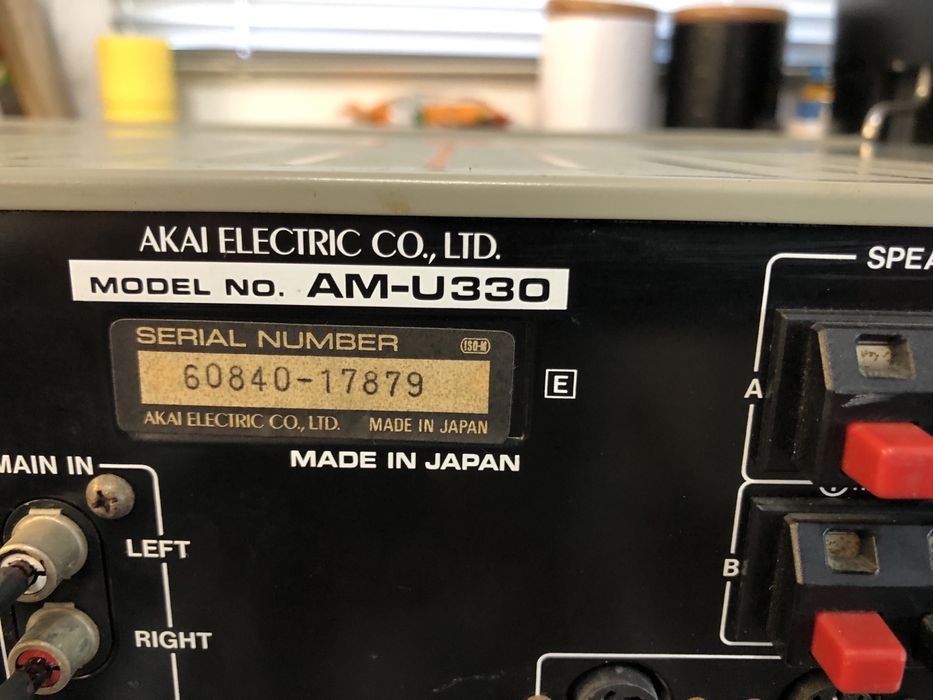 AKAI ELECTRIC CO., LTD.
MODEL NO. AM-U330
SERIAL NUMBER
60840-17879
AKAI ELECTRIC CO., LTD. MADE IN JAPAN
E
MADE IN JAPAN
MAIN IN
LEFT
RIGHT
SPEA
A
B